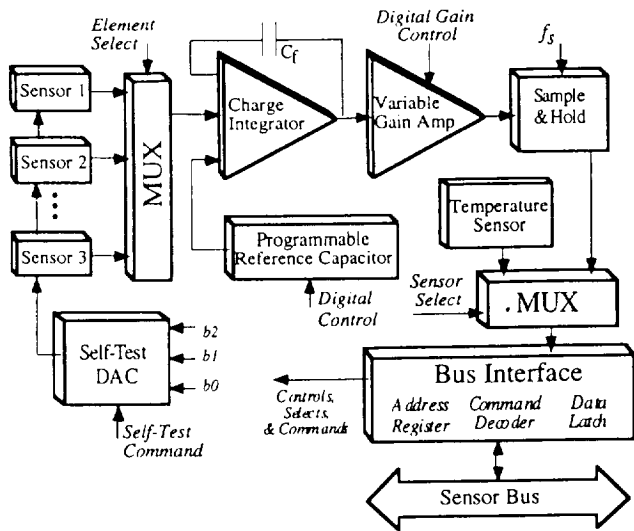 Element
Select
Digital Gain
Control
f_s
C_f
Sensor 1
Sensor 2
Sensor 3
MUX
Charge
Integrator
Variable
Gain Amp
Sample
& Hold
Temperature
Sensor
Programmable
Reference Capacitor
Digital
Control
Sensor
Select
. MUX
Self-Test
DAC
b2
b1
b0
Self-Test
Command
Controls,
Selects,
& Commands
Bus Interface
Address
Register
Command
Decoder
Data
Latch
Sensor Bus